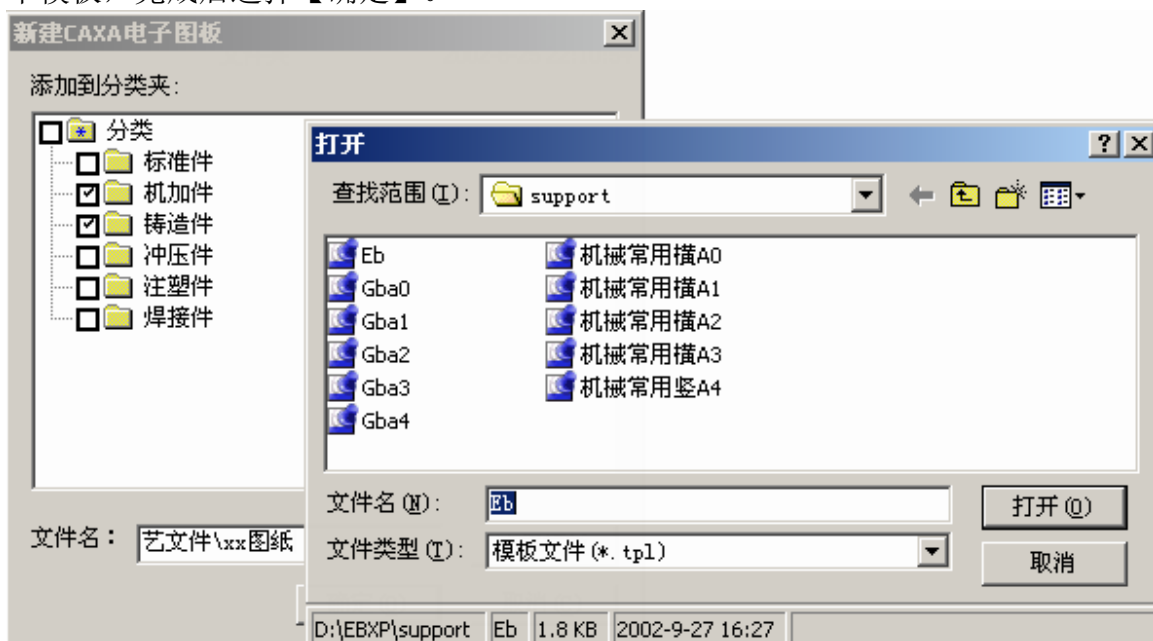 新建CAXA电子图板
添加到分类夹:
分类
标准件
机加件
铸造件
冲压件
注塑件
焊接件
文件名: 艺文件\xx图纸
打开
查找范围(I): support
Eb
Gba0
Gba1
Gba2
Gba3
Gba4
机械常用横A0
机械常用横A1
机械常用横A2
机械常用横A3
机械常用竖A4
文件名(N): Eb
打开(O)
文件类型(T): 模板文件(*.tpl)
取消
D:\EBXP\support Eb 1.8 KB 2002-9-27 16:27